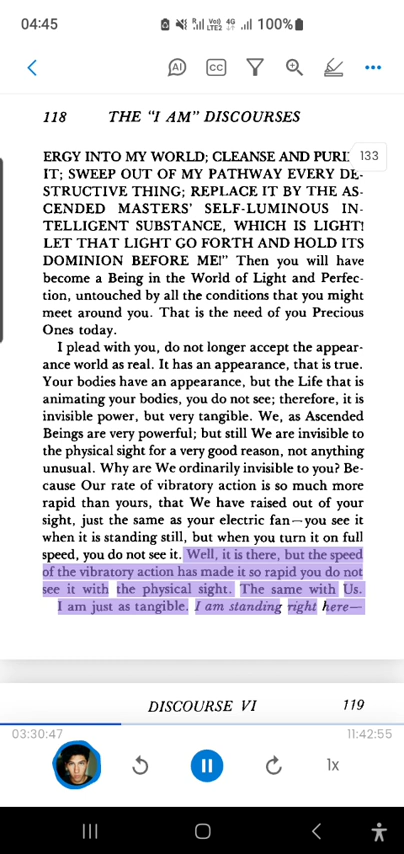 04:45
Voo) 4G
R LTE2 100%
AI CC
118 THE "I AM" DISCOURSES
133
ERGY INTO MY WORLD; CLEANSE AND PURI
IT; SWEEP OUT OF MY PATHWAY EVERY DE-
STRUCTIVE THING; REPLACE IT BY THE AS-
CENDED MASTERS' SELF-LUMINOUS IN-
TELLIGENT SUBSTANCE, WHICH IS LIGHT!
LET THAT LIGHT GO FORTH AND HOLD ITS
DOMINION BEFORE ME!" Then you will have
become a Being in the World of Light and Perfec-
tion, untouched by all the conditions that you might
meet around you. That is the need of you Precious
Ones today.
I plead with you, do not longer accept the appear-
ance world as real. It has an appearance, that is true.
Your bodies have an appearance, but the Life that is
animating your bodies, you do not see; therefore, it is
invisible power, but very tangible. We, as Ascended
Beings are very powerful; but still We are invisible to
the physical sight for a very good reason, not anything
unusual. Why are We ordinarily invisible to you? Be-
cause Our rate of vibratory action is so much more
rapid than yours, that We have raised out of your
sight, just the same as your electric fan—you see it
when it is standing still, but when you turn it on full
speed, you do not see it. Well, it is there, but the speed
of the vibratory action has made it so rapid you do not
see it with the physical sight. The same with Us.
I am just as tangible. I am standing right here—
DISCOURSE VI 119
03:30:47 11:42:55
1x